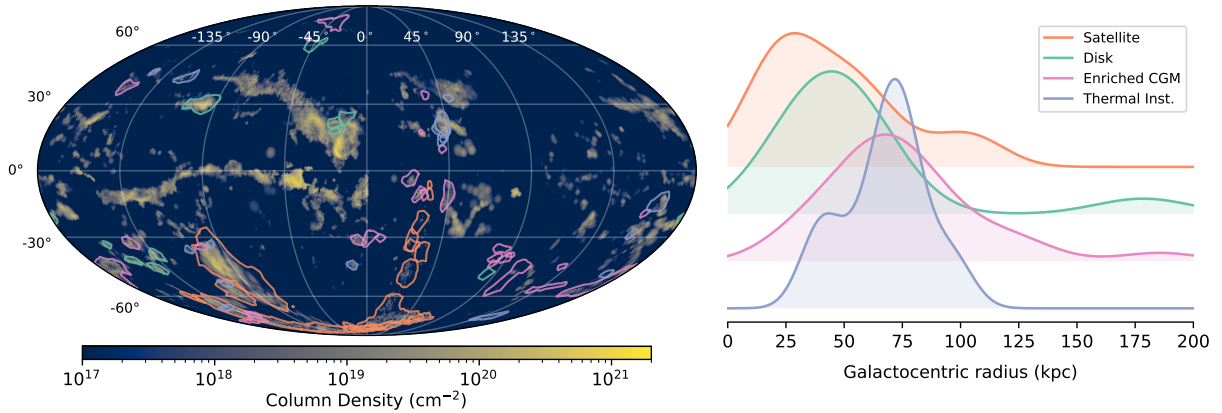 60°
-135° -90° -45° 0° 45° 90° 135°
30°
0°
-30°
-60°
10^17 10^18 10^19 10^20 10^21
Column Density (cm^−2)
Satellite
Disk
Enriched CGM
Thermal Inst.
0 25 50 75 100 125 150 175 200
Galactocentric radius (kpc)